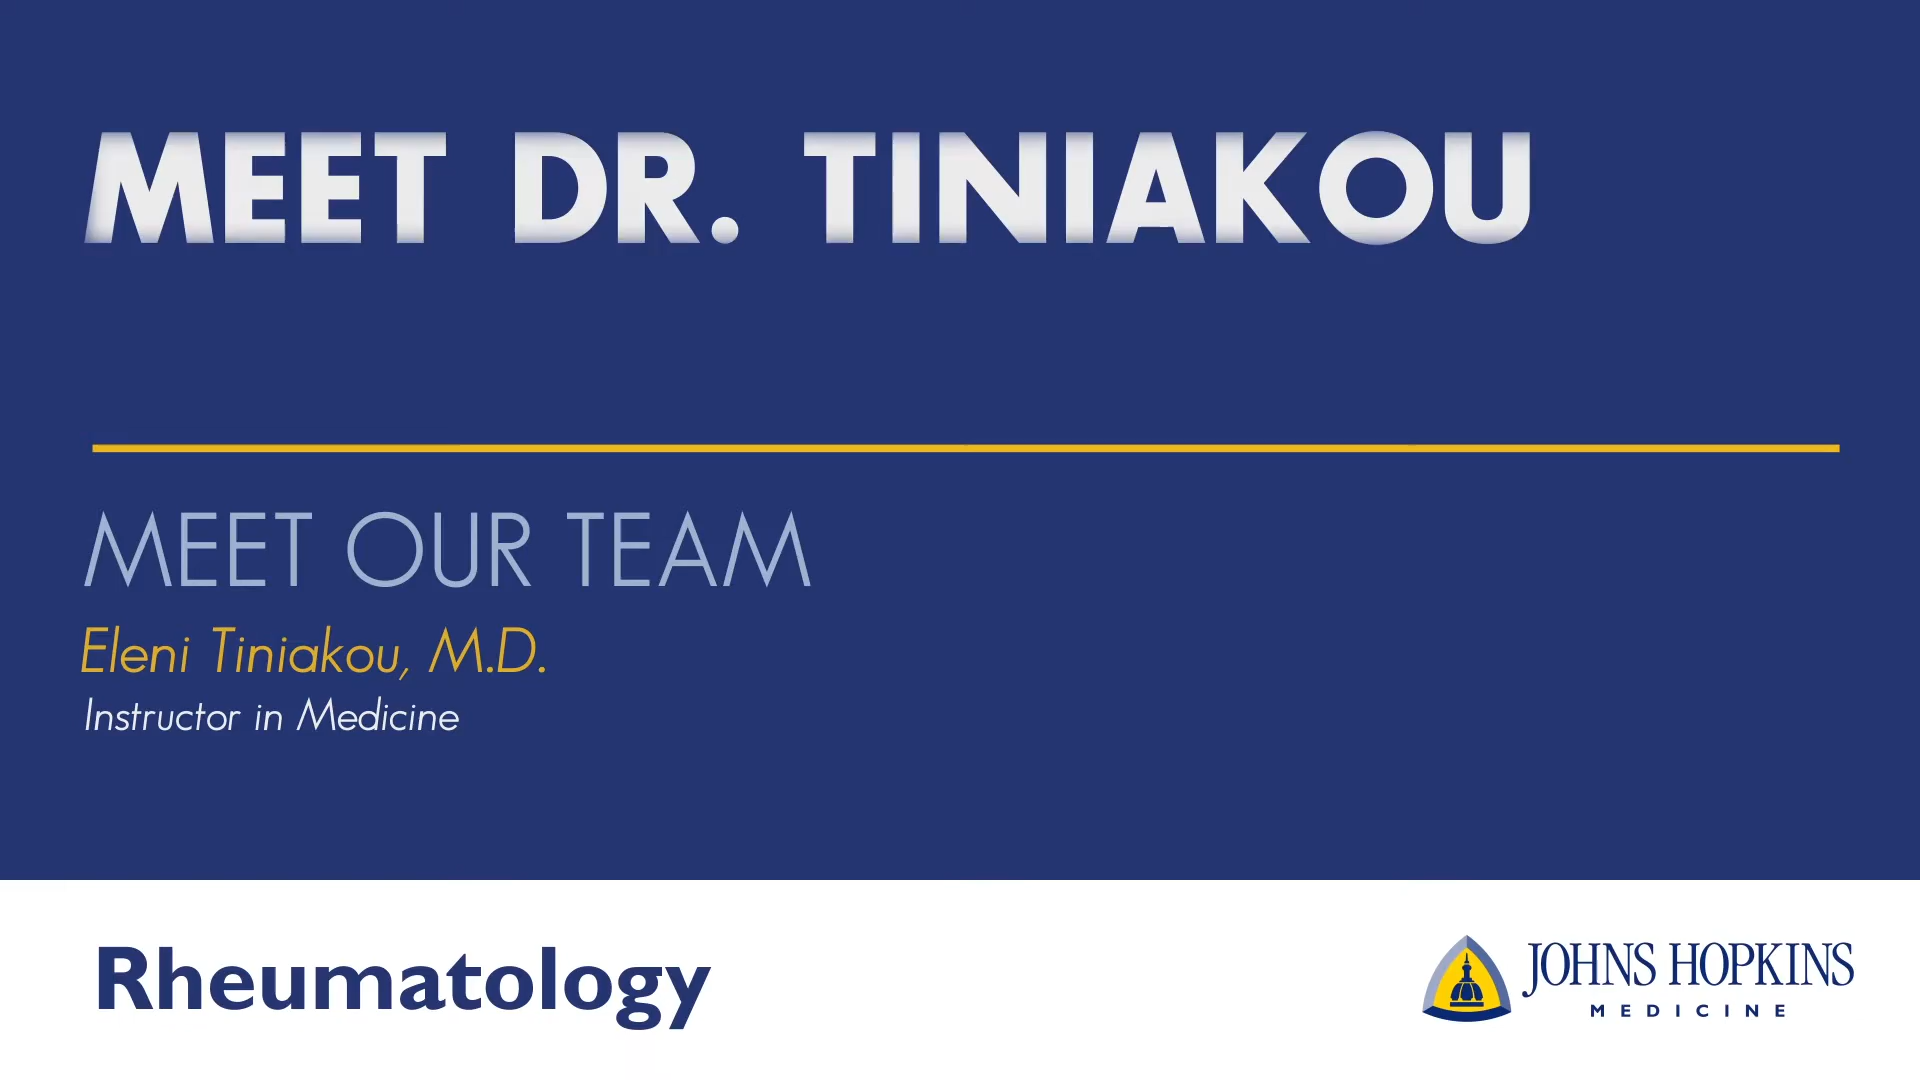 MEET DR. TINIAKOU
MEET OUR TEAM
Eleni Tiniakou, M.D.
Instructor in Medicine
Rheumatology
JOHNS HOPKINS
MEDICINE